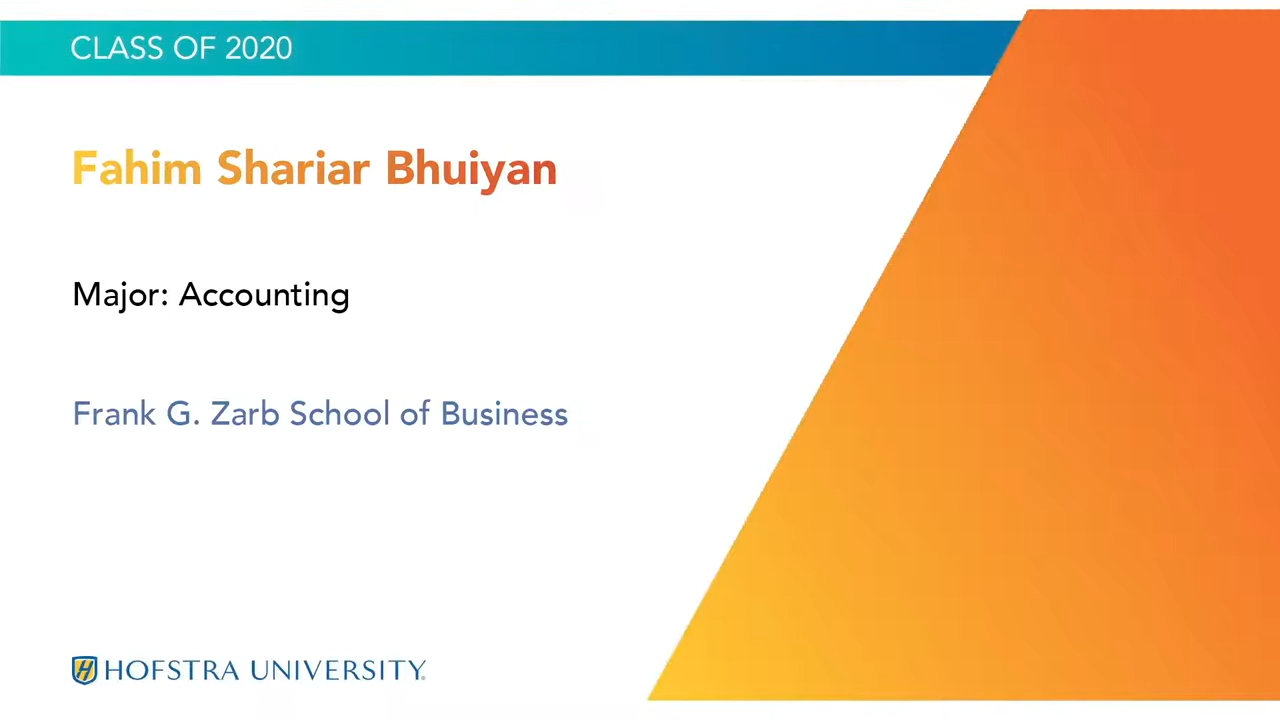 CLASS OF 2020
Fahim Shariar Bhuiyan
Major: Accounting
Frank G. Zarb School of Business
H HOFSTRA UNIVERSITY®